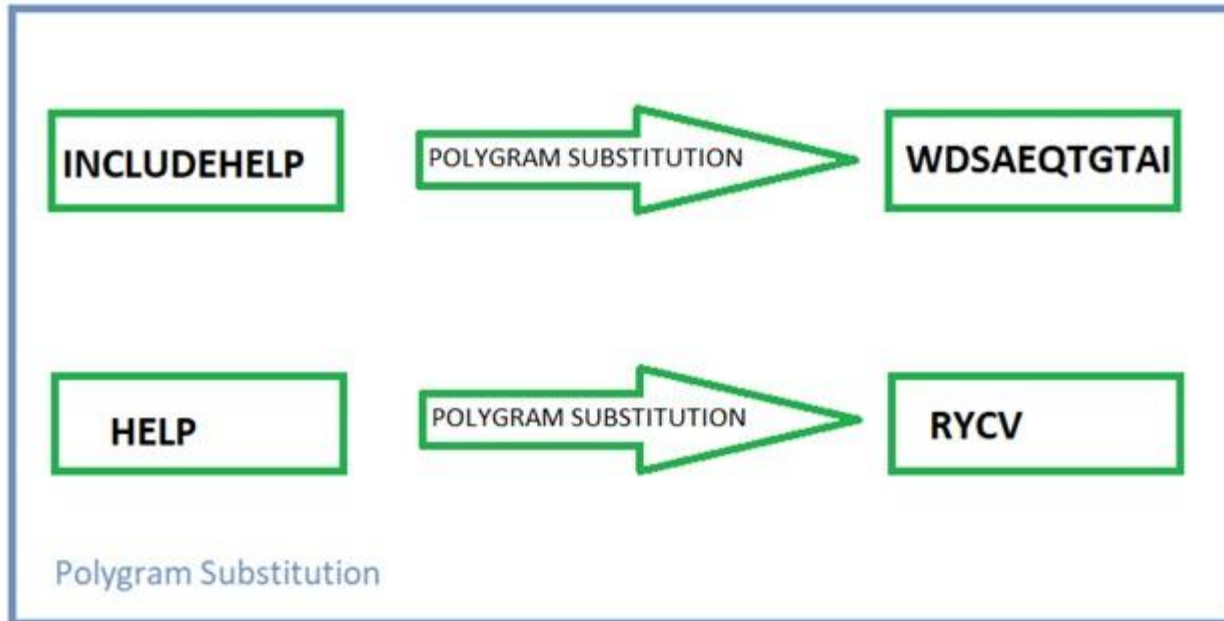 INCLUDEHELP
POLYGRAM SUBSTITUTION
WDSAEQTGTAI
HELP
POLYGRAM SUBSTITUTION
RYCV
Polygram Substitution